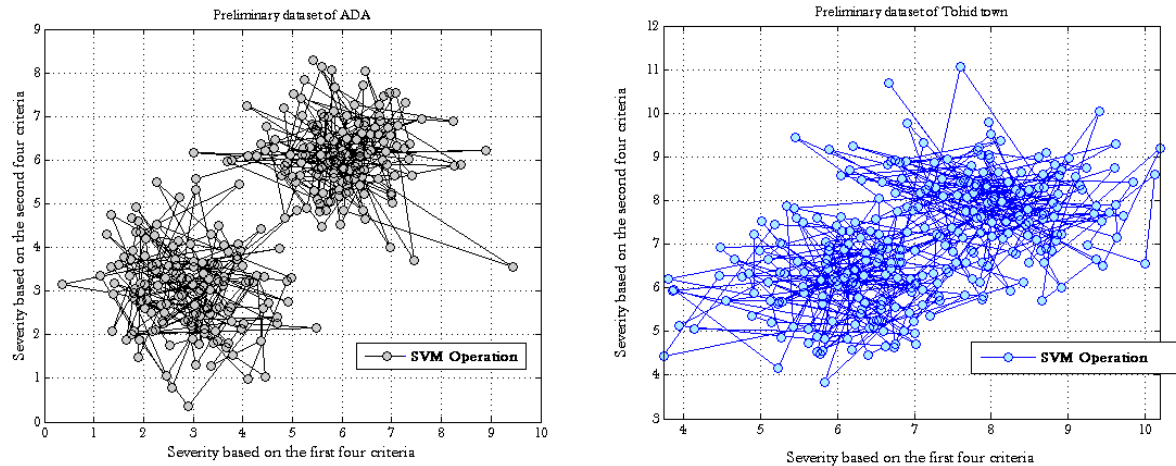 Preliminary dataset of ADA
9
8
7
6
5
4
3
2
1
0
0 1 2 3 4 5 6 7 8 9 10
Severity based on the second four criteria
Severity based on the first four criteria
SVM Operation
Preliminary dataset of Tohid town
12
11
10
9
8
7
6
5
4
3
4 5 6 7 8 9 10
Severity based on the second four criteria
Severity based on the first four criteria
SVM Operation